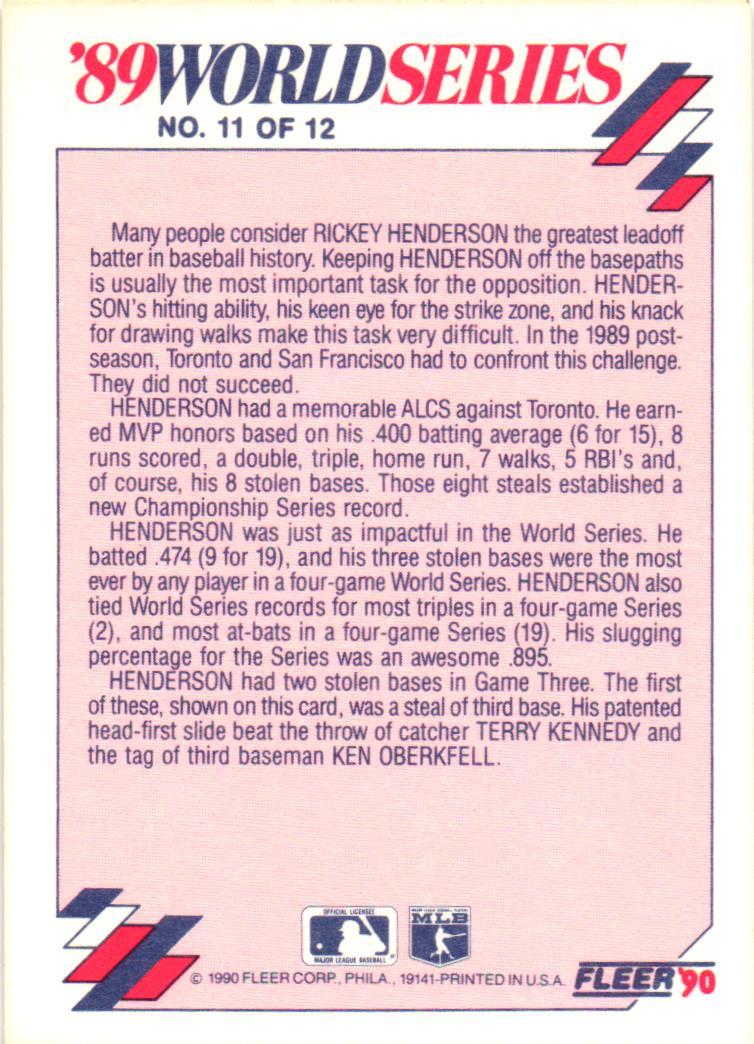 '89WORLDSERIES
NO. 11 OF 12
Many people consider RICKEY HENDERSON the greatest leadoff
batter in baseball history. Keeping HENDERSON off the basepaths
is usually the most important task for the opposition. HENDER-
SON's hitting ability, his keen eye for the strike zone, and his knack
for drawing walks make this task very difficult. In the 1989 post-
season, Toronto and San Francisco had to confront this challenge.
They did not succeed.
HENDERSON had a memorable ALCS against Toronto. He earn-
ed MVP honors based on his .400 batting average (6 for 15), 8
runs scored, a double, triple, home run, 7 walks, 5 RBI's and,
of course, his 8 stolen bases. Those eight steals established a
new Championship Series record.
HENDERSON was just as impactful in the World Series. He
batted .474 (9 for 19), and his three stolen bases were the most
ever by any player in a four-game World Series. HENDERSON also
tied World Series records for most triples in a four-game Series
(2), and most at-bats in a four-game Series (19). His slugging
percentage for the Series was an awesome .895.
HENDERSON had two stolen bases in Game Three. The first
of these, shown on this card, was a steal of third base. His patented
head-first slide beat the throw of catcher TERRY KENNEDY and
the tag of third baseman KEN OBERKFELL.
OFFICIAL LICENSEE
MAJOR LEAGUE BASEBALL
MAJOR LEAGUE BASEBALL PLAYERS
MLB
© 1990 FLEER CORP., PHILA., 19141-PRINTED IN U.S.A.
FLEER '90